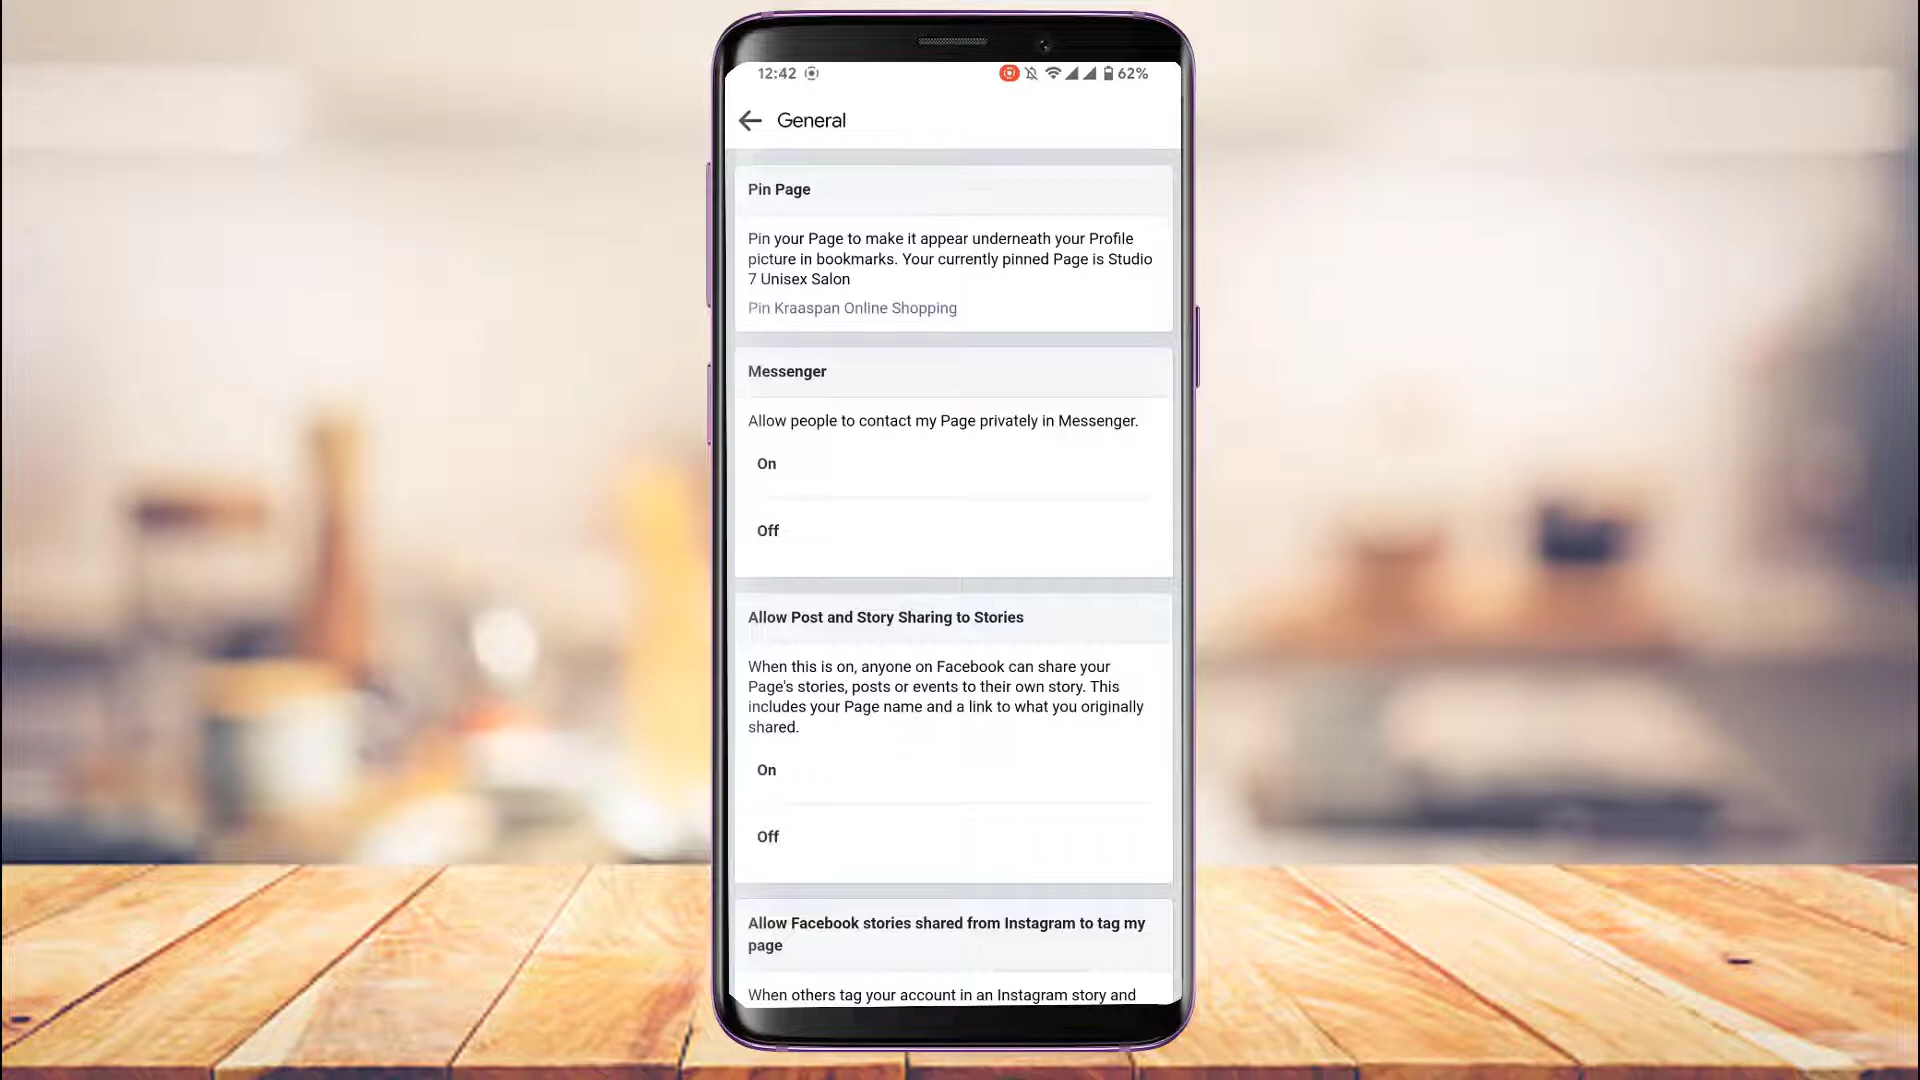 12:42
62%
General
Pin Page
Pin your Page to make it appear underneath your Profile
picture in bookmarks. Your currently pinned Page is Studio
7 Unisex Salon
Pin Kraaspan Online Shopping
Messenger
Allow people to contact my Page privately in Messenger.
On
Off
Allow Post and Story Sharing to Stories
When this is on, anyone on Facebook can share your
Page's stories, posts or events to their own story. This
includes your Page name and a link to what you originally
shared.
On
Off
Allow Facebook stories shared from Instagram to tag my
page
When others tag your account in an Instagram story and